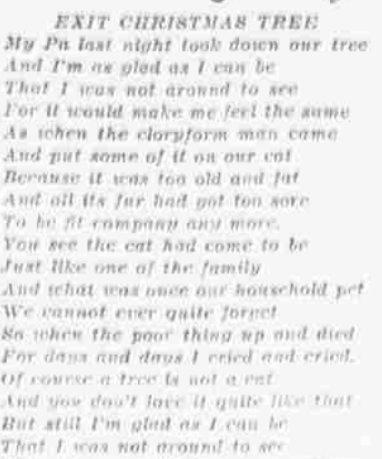 EXIT CHRISTMAS TREE
My Pa last night took down our tree
And I'm as glad as I can be
That I was not around to see
For it would make me feel the same
As when the cloryform man came
And put some of it on our cat
Because it was too old and fat
And all its fur had got too sore
To be fit company any more.
You see the cat had come to be
Just like one of the family
And what was once our household pet
We cannot ever quite forget
So when the poor thing up and died
For days and days I cried and cried.
Of course a tree is not a cat
And you don't love it quite like that
But still I'm glad as I can be
That I was not around to see